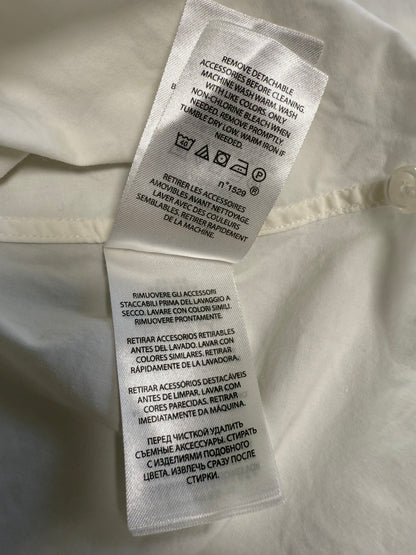 REMOVE DETACHABLE
ACCESSORIES BEFORE CLEANING.
MACHINE WASH WARM. WASH
WITH LIKE COLORS. ONLY
NON-CHLORINE BLEACH WHEN
NEEDED. REMOVE PROMPTLY.
TUMBLE DRY LOW. WARM IRON IF
NEEDED.
40 P
n°1529 ®
RETIRER LES ACCESSOIRES
AMOVIBLES AVANT NETTOYAGE.
LAVER AVEC DES COULEURS
SEMBLABLES. RETIRER RAPIDEMENT
DE LA MACHINE.
RIMUOVERE GLI ACCESSORI
STACCABILI PRIMA DEL LAVAGGIO A
SECCO. LAVARE CON COLORI SIMILI.
RIMUOVERE PRONTAMENTE.
RETIRAR ACCESORIOS RETIRABLES
ANTES DEL LAVADO. LAVAR CON
COLORES SIMILARES. RETIRAR
RÁPIDAMENTE DE LA LAVADORA.
RETIRAR ACESSÓRIOS DESTACÁVEIS
ANTES DE LIMPAR. LAVAR COM
CORES PARECIDAS. RETIRAR
IMEDIATAMENTE DA MÁQUINA.
ПЕРЕД ЧИСТКОЙ УДАЛИТЬ
СЪЕМНЫЕ АКСЕССУАРЫ. СТИРАТЬ
С ИЗДЕЛИЯМИ ПОДОБНОГО
ЦВЕТА. ИЗВЛЕЧЬ СРАЗУ ПОСЛЕ
СТИРКИ.